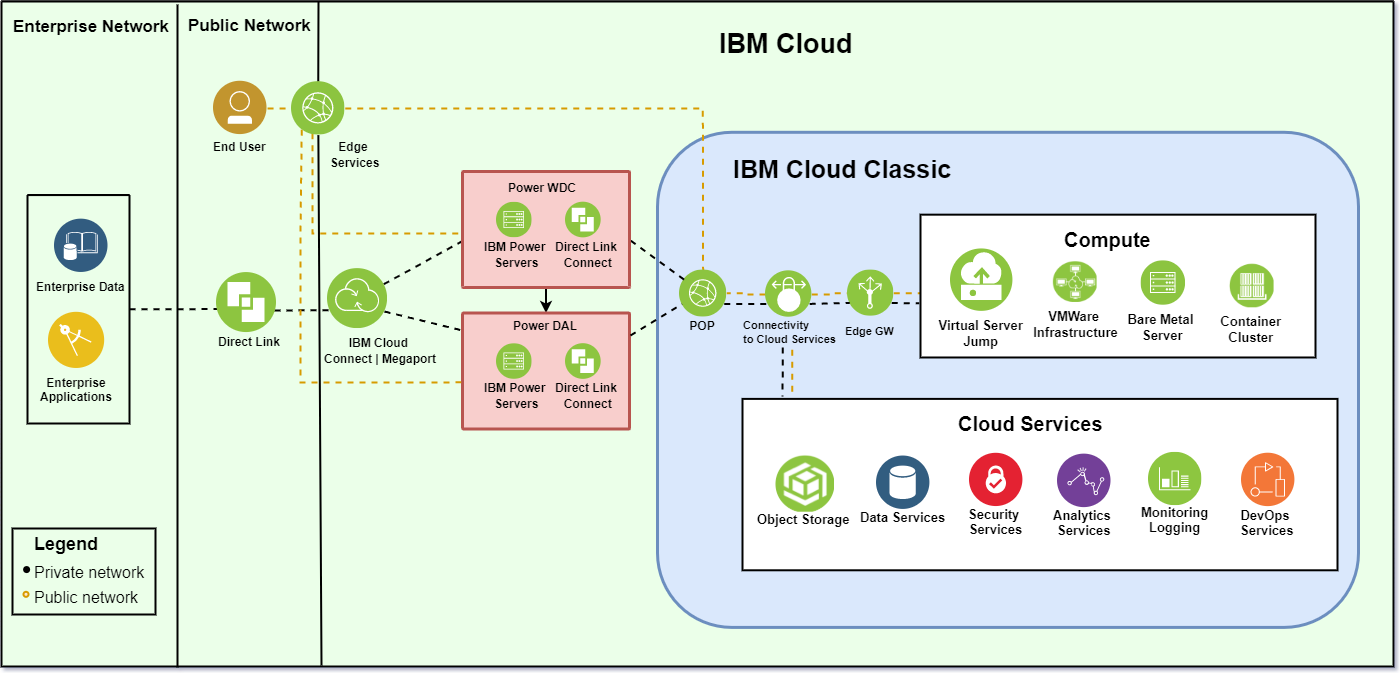 Enterprise Network
Public Network
IBM Cloud
End User
Edge
Services
IBM Cloud Classic
Power WDC
IBM Power
Servers
Direct Link
Connect
Enterprise Data
Enterprise
Applications
Direct Link
IBM Cloud
Connect | Megaport
Power DAL
IBM Power
Servers
Direct Link
Connect
POP
Connectivity
to Cloud Services
Edge GW
Compute
Virtual Server
Jump
VMWare
Infrastructure
Bare Metal
Server
Container
Cluster
Cloud Services
Object Storage
Data Services
Security
Services
Analytics
Services
Monitoring
Logging
DevOps
Services
Legend
Private network
Public network